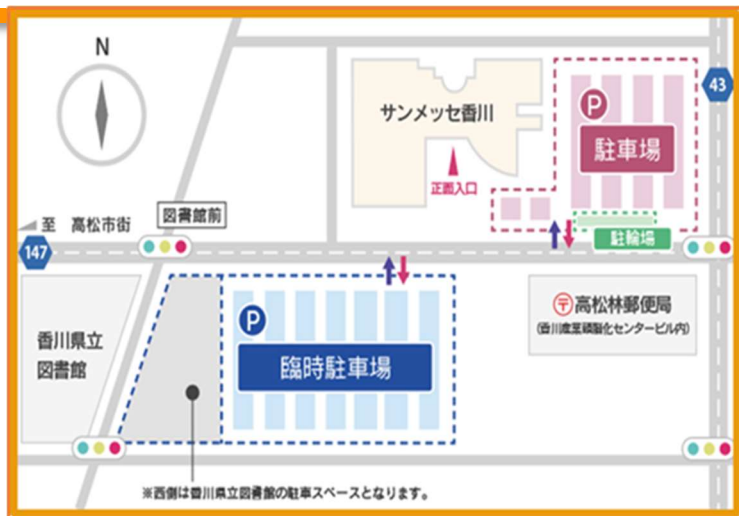 N
サンメッセ香川
正面入口
P
駐車場
43
駐輪場
至 高松市街
図書館前
147
香川県立
図書館
P
臨時駐車場
〒高松林郵便局
(香川産業頭脳化センタービル内)
※西側は香川県立図書館の駐車スペースとなります。